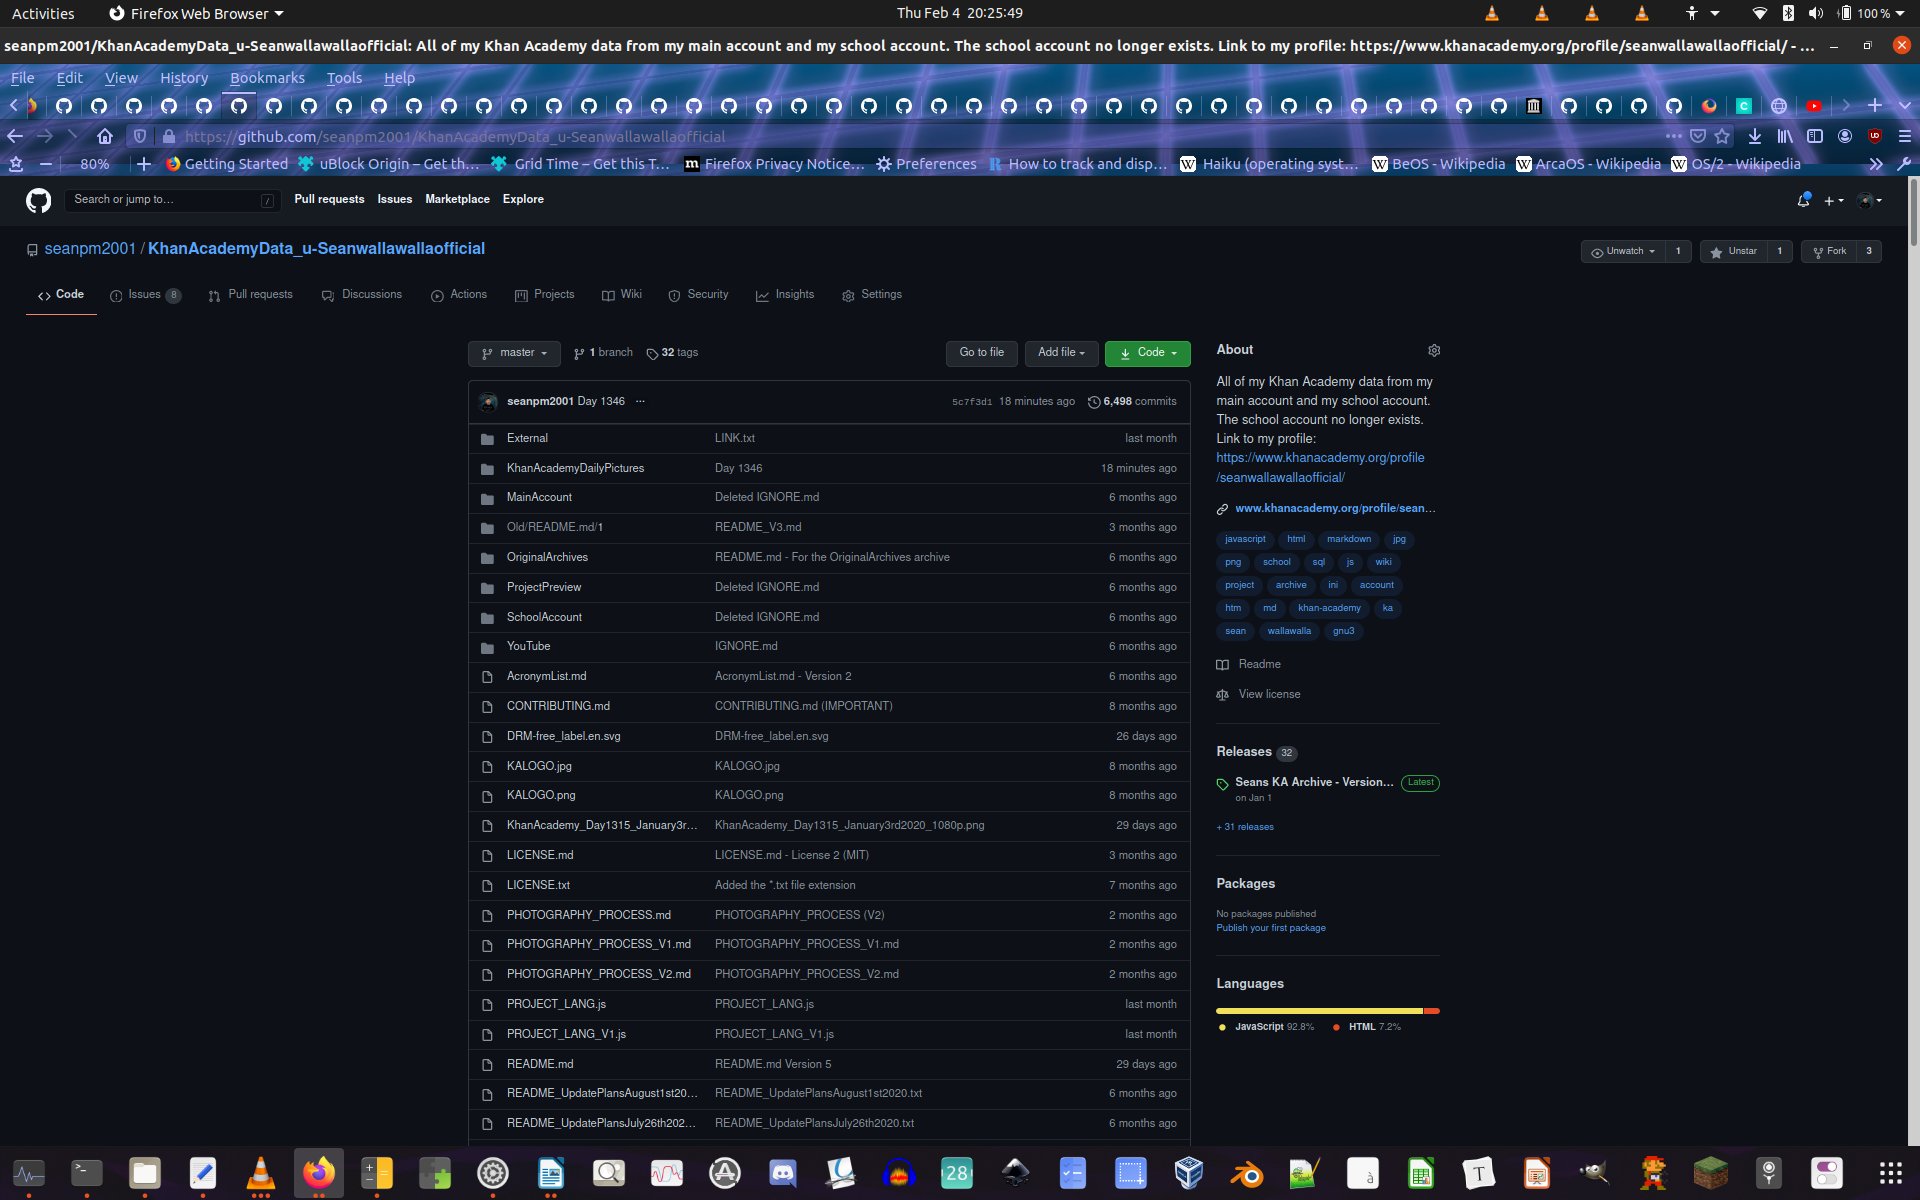 Activities
Firefox Web Browser
Thu Feb 4 20:25:49
100 %
seanpm2001/KhanAcademyData_u-Seanwallawallaofficial: All of my Khan Academy data from my main account and my school account. The school account no longer exists. Link to my profile: https://www.khanacademy.org/profile/seanwallawallaofficial/ - ...
File Edit View History Bookmarks Tools Help
https://github.com/seanpm2001/KhanAcademyData_u-Seanwallawallaofficial
80%
Getting Started
uBlock Origin – Get th...
Grid Time – Get this T...
Firefox Privacy Notice...
Preferences
How to track and disp...
Haiku (operating syst...
BeOS - Wikipedia
ArcaOS - Wikipedia
OS/2 - Wikipedia
Search or jump to...
/
Pull requests Issues Marketplace Explore
seanpm2001 / KhanAcademyData_u-Seanwallawallaofficial
Unwatch 1
Unstar 1
Fork 3
Code
Issues 8
Pull requests
Discussions
Actions
Projects
Wiki
Security
Insights
Settings
master
1 branch
32 tags
Go to file
Add file
Code
seanpm2001 Day 1346 ...
5c7f3d1 18 minutes ago
6,498 commits
External LINK.txt last month
KhanAcademyDailyPictures Day 1346 18 minutes ago
MainAccount Deleted IGNORE.md 6 months ago
Old/README.md/1 README_V3.md 3 months ago
OriginalArchives README.md - For the OriginalArchives archive 6 months ago
ProjectPreview Deleted IGNORE.md 6 months ago
SchoolAccount Deleted IGNORE.md 6 months ago
YouTube IGNORE.md 6 months ago
AcronymList.md AcronymList.md - Version 2 6 months ago
CONTRIBUTING.md CONTRIBUTING.md (IMPORTANT) 8 months ago
DRM-free_label.en.svg DRM-free_label.en.svg 26 days ago
KALOGO.jpg KALOGO.jpg 8 months ago
KALOGO.png KALOGO.png 8 months ago
KhanAcademy_Day1315_January3r... KhanAcademy_Day1315_January3rd2020_1080p.png 29 days ago
LICENSE.md LICENSE.md - License 2 (MIT) 3 months ago
LICENSE.txt Added the *.txt file extension 7 months ago
PHOTOGRAPHY_PROCESS.md PHOTOGRAPHY_PROCESS (V2) 2 months ago
PHOTOGRAPHY_PROCESS_V1.md PHOTOGRAPHY_PROCESS_V1.md 2 months ago
PHOTOGRAPHY_PROCESS_V2.md PHOTOGRAPHY_PROCESS_V2.md 2 months ago
PROJECT_LANG.js PROJECT_LANG.js last month
PROJECT_LANG_V1.js PROJECT_LANG_V1.js last month
README.md README.md Version 5 29 days ago
README_UpdatePlansAugust1st20... README_UpdatePlansAugust1st2020.txt 6 months ago
README_UpdatePlansJuly26th202... README_UpdatePlansJuly26th2020.txt 6 months ago
About
All of my Khan Academy data from my
main account and my school account.
The school account no longer exists.
Link to my profile:
https://www.khanacademy.org/profile
/seanwallawallaofficial/
www.khanacademy.org/profile/sean...
javascript html markdown jpg
png school sql js wiki
project archive ini account
htm md khan-academy ka
sean wallawalla gnu3
Readme
View license
Releases 32
Seans KA Archive - Version... Latest
on Jan 1
+ 31 releases
Packages
No packages published
Publish your first package
Languages
JavaScript 92.8% HTML 7.2%
28